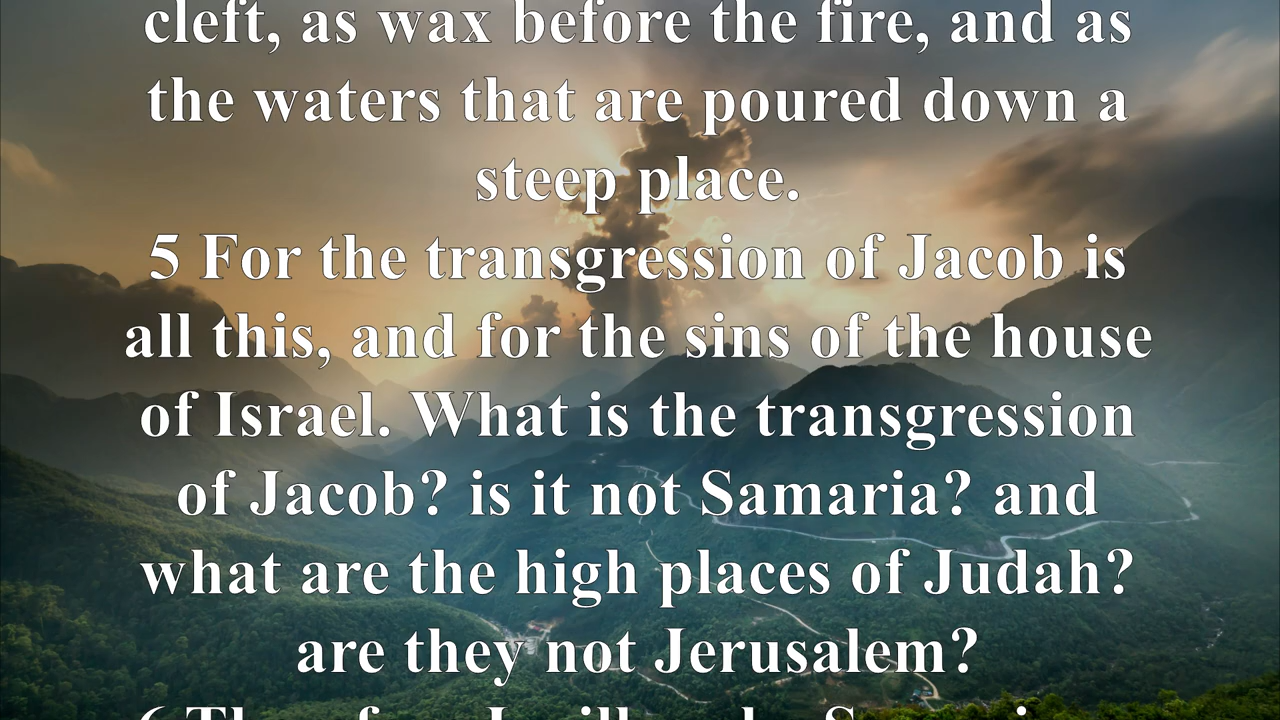 cleft, as wax before the fire, and as
the waters that are poured down a
steep place.
5 For the transgression of Jacob is
all this, and for the sins of the house
of Israel. What is the transgression
of Jacob? is it not Samaria? and
what are the high places of Judah?
are they not Jerusalem?